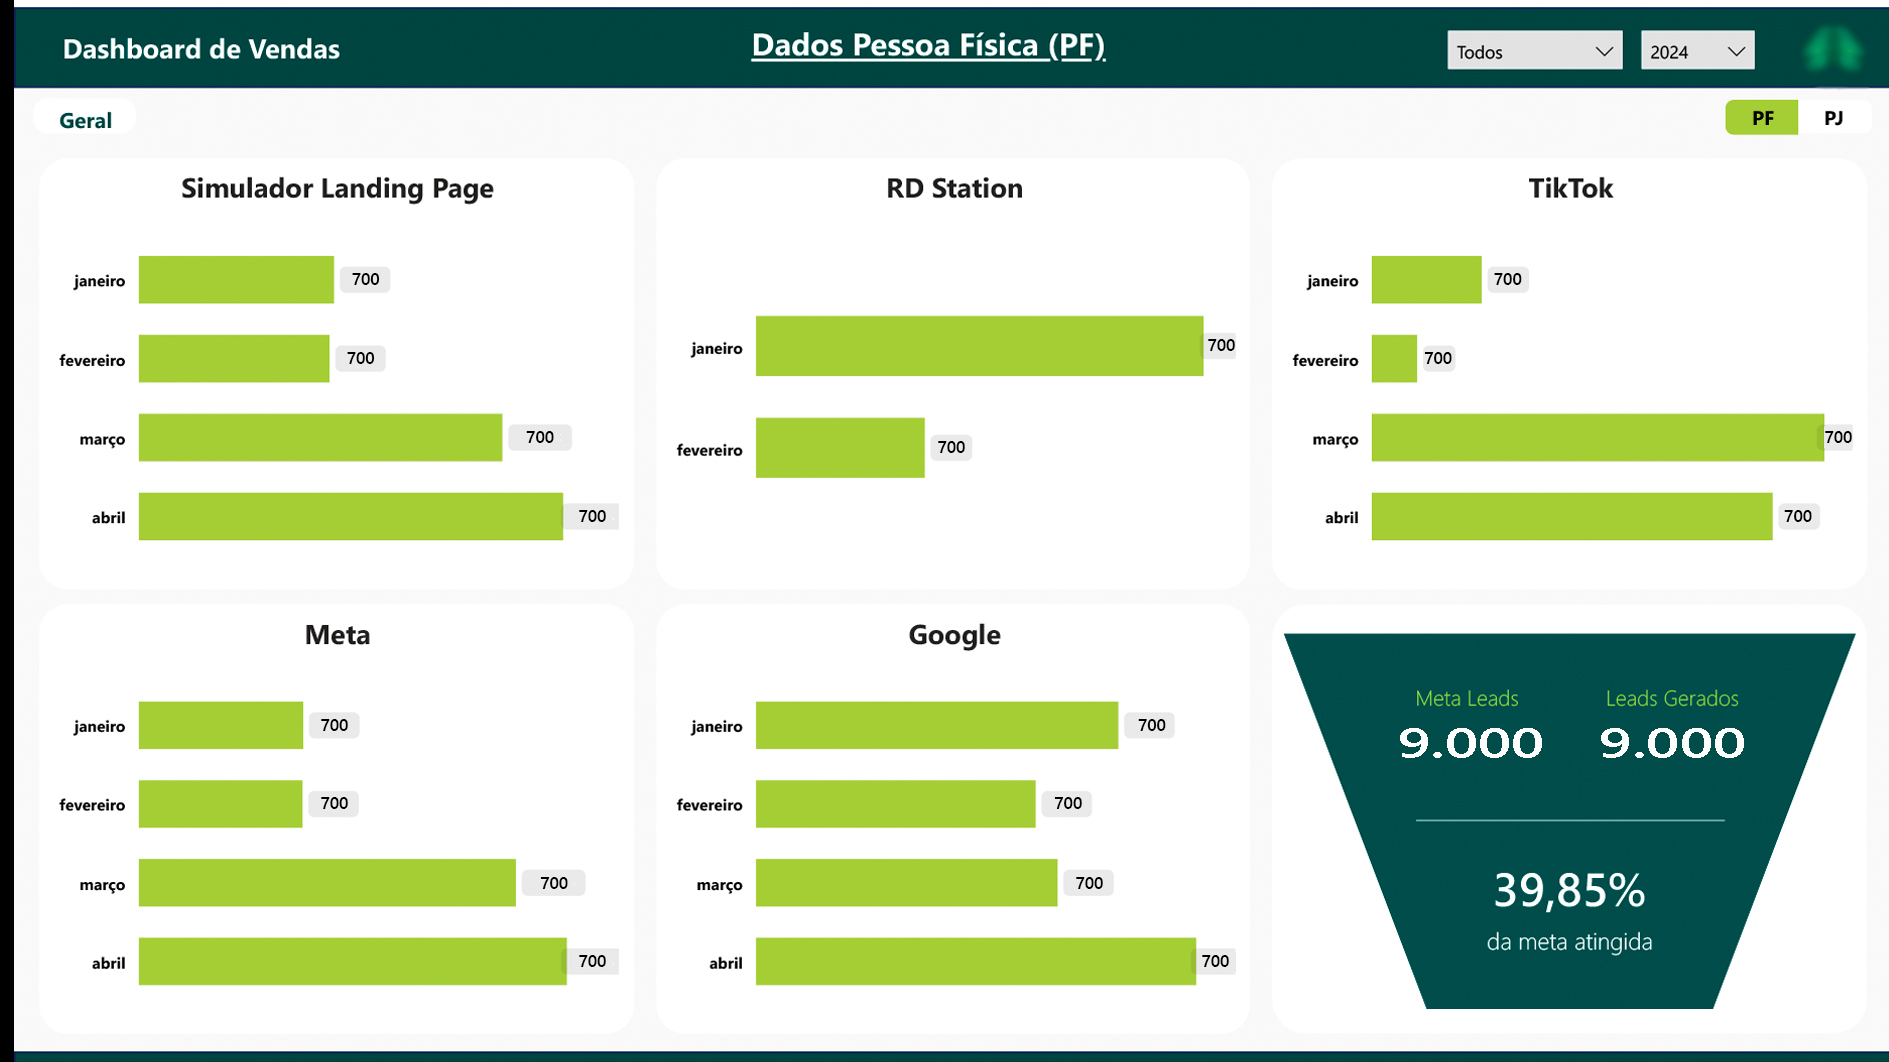 Dashboard de Vendas
Dados Pessoa Física (PF)
Todos
2024
Geral
PF
PJ
Simulador Landing Page
janeiro 700
fevereiro 700
março 700
abril 700
RD Station
janeiro 700
fevereiro 700
TikTok
janeiro 700
fevereiro 700
março 700
abril 700
Meta
janeiro 700
fevereiro 700
março 700
abril 700
Google
janeiro 700
fevereiro 700
março 700
abril 700
Meta Leads
9.000
Leads Gerados
9.000
39,85%
da meta atingida